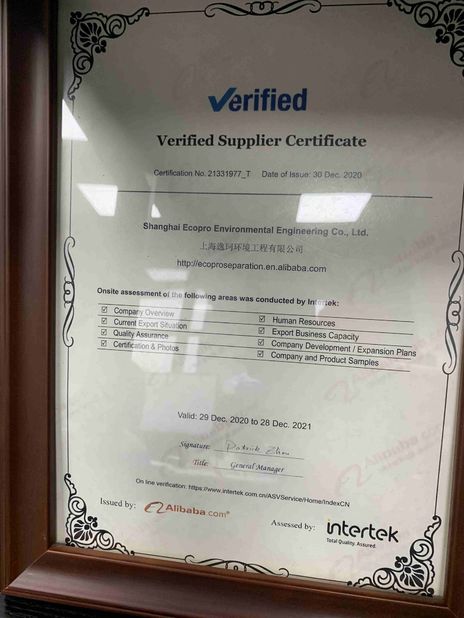 Verified
Verified Supplier Certificate
Certification No. 21331977_T Date of Issue: 30 Dec. 2020
Shanghai Ecopro Environmental Engineering Co., Ltd.
上海逸珂环境工程有限公司
http://ecoproseparation.en.alibaba.com
Onsite assessment of the following areas was conducted by Intertek:
☑ Company Overview ☑ Human Resources
☑ Current Export Situation ☑ Export Business Capacity
☑ Quality Assurance ☑ Company Development / Expansion Plans
☑ Certification & Photos ☑ Company and Product Samples
Valid: 29 Dec. 2020 to 28 Dec. 2021
Signature: Patrik Zhu
Title: General Manager
On line verification: https://www.intertek.com.cn/ASVService/Home/IndexCN
Issued by: Alibaba.com®
Assessed by: intertek
Total Quality. Assured.